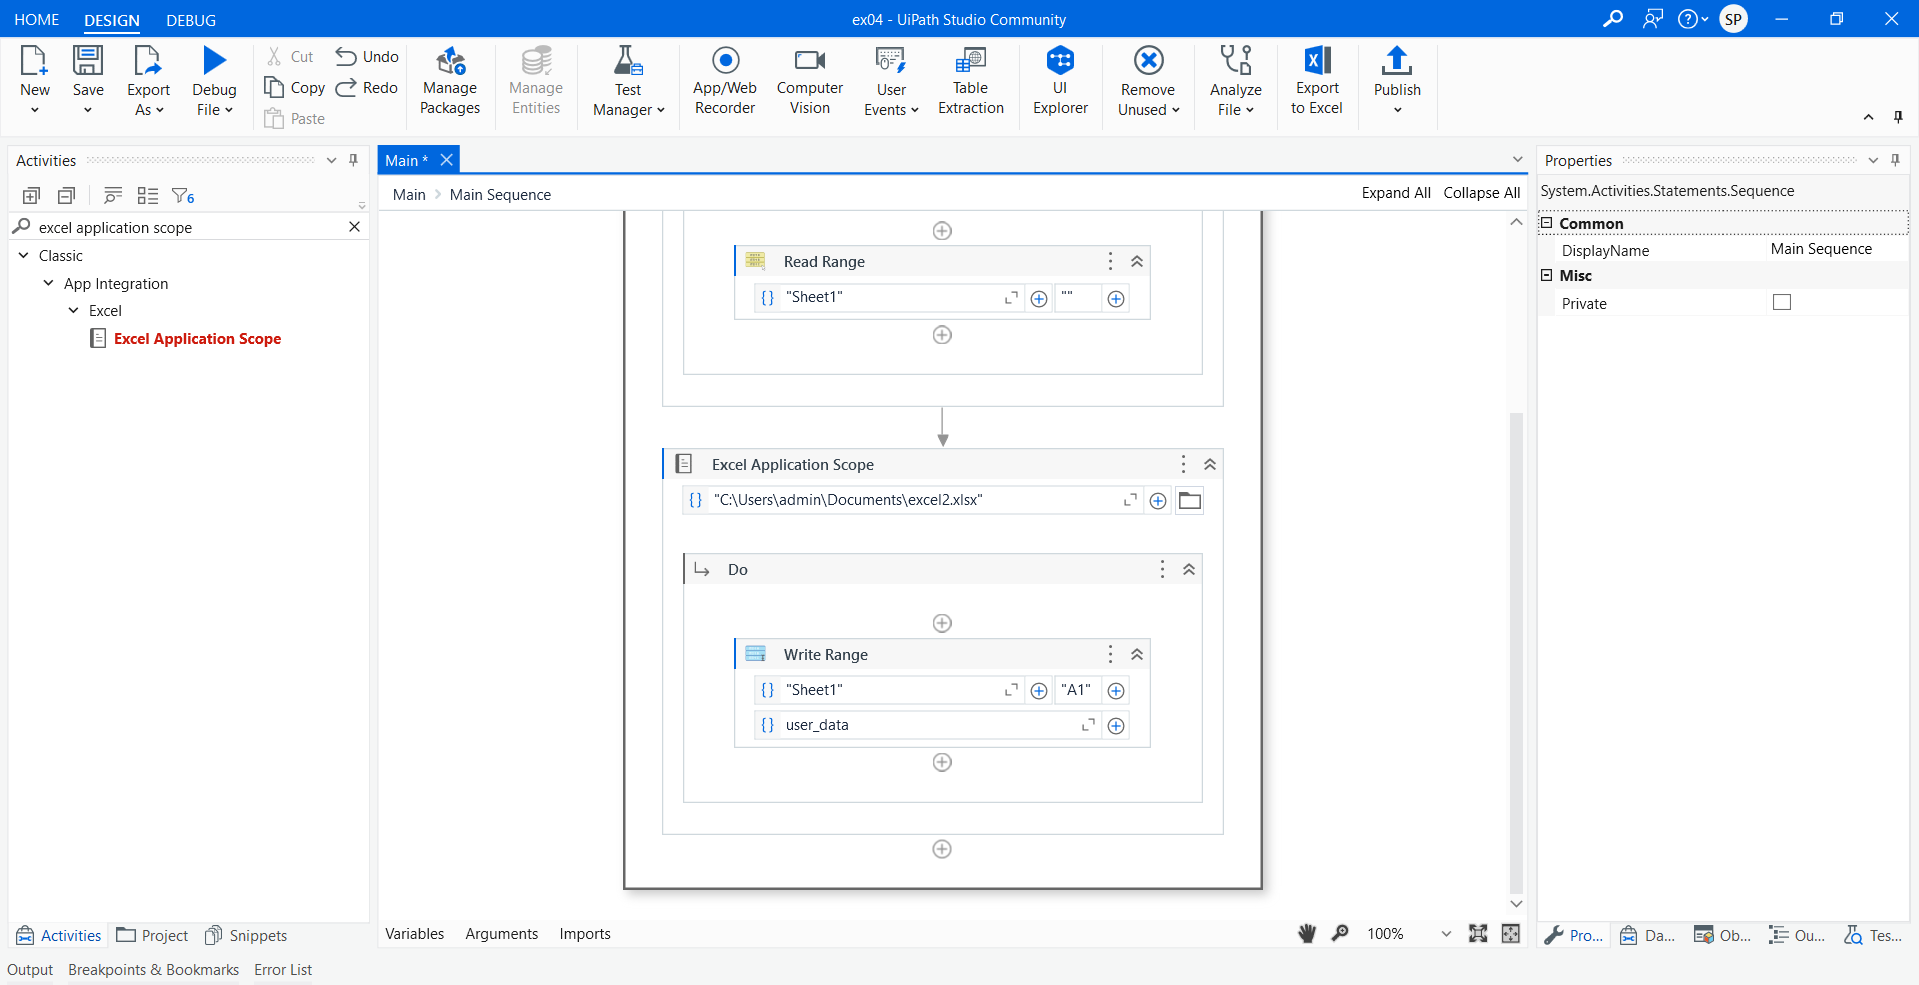 HOME DESIGN DEBUG
ex04 - UiPath Studio Community
SP
New
Save
Export As
Debug File
Cut
Copy
Paste
Undo
Redo
Manage Packages
Manage Entities
Test Manager
App/Web Recorder
Computer Vision
User Events
Table Extraction
UI Explorer
Remove Unused
Analyze File
Export to Excel
Publish
Activities
6
excel application scope
Classic
App Integration
Excel
Excel Application Scope
Activities Project Snippets
Main *
Main Main Sequence
Expand All Collapse All
Read Range
{} "Sheet1" ""
Excel Application Scope
{} "C:\Users\admin\Documents\excel2.xlsx"
Do
Write Range
{} "Sheet1" "A1"
{} user_data
Variables Arguments Imports
100%
Properties
System.Activities.Statements.Sequence
Common
DisplayName Main Sequence
Misc
Private
Pro... Da... Ob... Ou... Tes...
Output Breakpoints & Bookmarks Error List